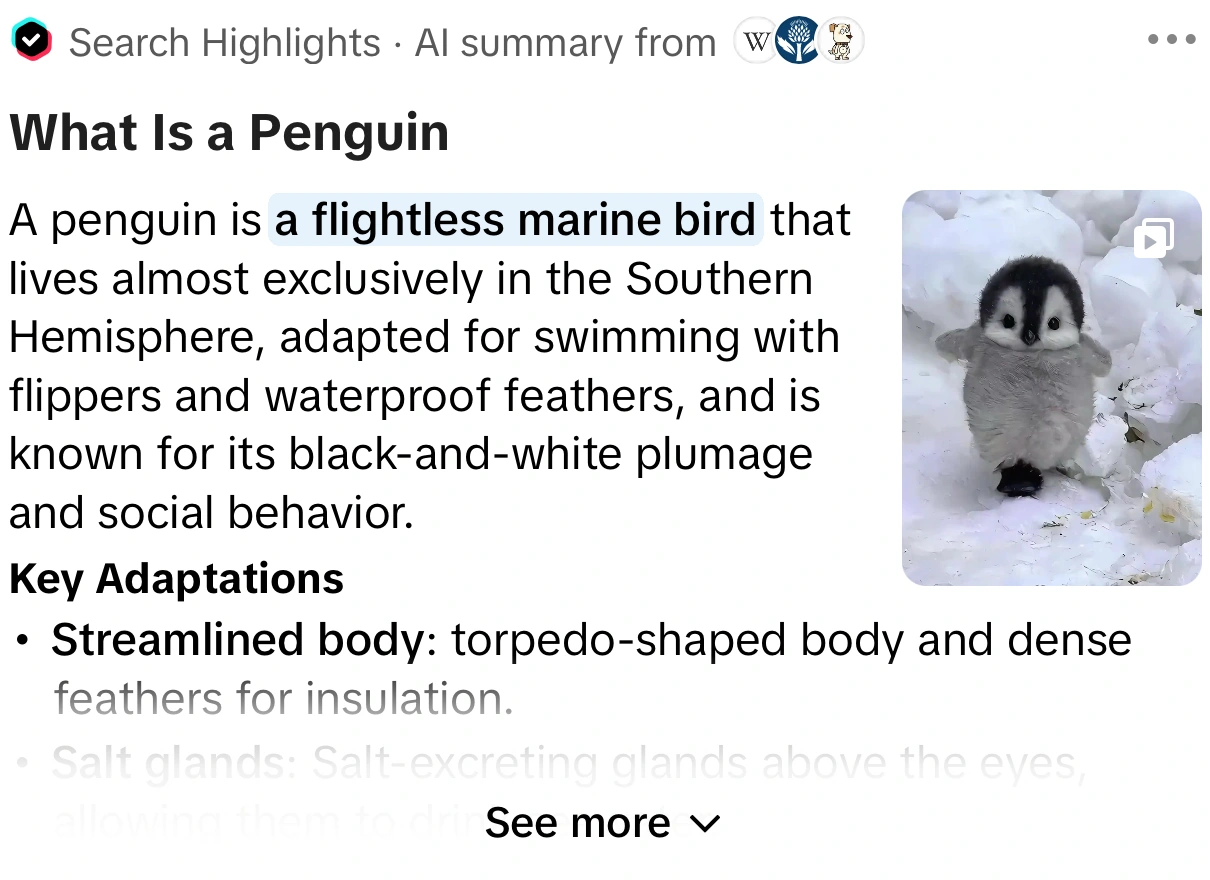 Search Highlights · AI summary from W
What Is a Penguin
A penguin is a flightless marine bird that
lives almost exclusively in the Southern
Hemisphere, adapted for swimming with
flippers and waterproof feathers, and is
known for its black-and-white plumage
and social behavior.
Key Adaptations
• Streamlined body: torpedo-shaped body and dense
feathers for insulation.
• Salt glands: Salt-excreting glands above the eyes,
allowing them to
See more